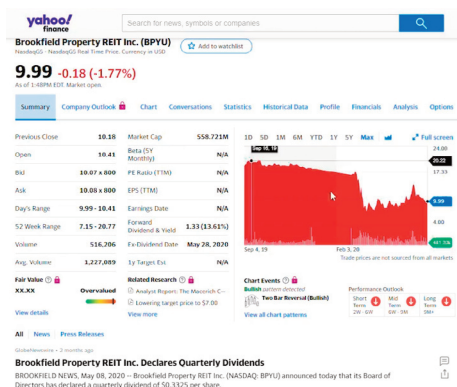 yahoo!
finance
Search for news, symbols or companies
Brookfield Property REIT Inc. (BPYU)
Add to watchlist
NasdaqGS - NasdaqGS Real Time Price. Currency in USD
9.99 -0.18 (-1.77%)
As of 1:48PM EDT. Market open
Summary Company Outlook Chart Conversations Statistics Historical Data Profile Financials Analysis Options
Previous Close 10.18
Open 10.41
Bid 10.07 x 800
Ask 10.08 x 800
Day's Range 9.99 - 10.41
52 Week Range 7.15 - 20.77
Volume 516,206
Avg. Volume 1,227,089
Market Cap 558.721M
Beta (5Y Monthly) N/A
PE Ratio (TTM) N/A
EPS (TTM) N/A
Earnings Date N/A
Forward Dividend & Yield 1.33 (13.61%)
Ex-Dividend Date May 28, 2020
1y Target Est N/A
1D 5D 1M 6M YTD 1Y 5Y Max Full screen
Sep 16, 19
24.00
20.22
17.33
9.99
4.00
Sep 4, 19 Feb 3, 20
Trade prices are not sourced from all markets
Fair Value
XX.XX Overvalued
View details
Related Research
Analyst Report: The Macerich C...
Lowering target price to $7.00
View more
Chart Events
Bullish pattern detected
Two Bar Reversal (Bullish)
View all chart patterns
Performance Outlook
Short Term 2W - 6W
Mid Term 6W - 9M
Long Term 9M+
All News Press Releases
GlobeNewswire • 2 months ago
Brookfield Property REIT Inc. Declares Quarterly Dividends
BROOKFIELD NEWS, May 08, 2020 -- Brookfield Property REIT Inc. (NASDAQ: BPYU) announced today that its Board of
Directors has declared a quarterly dividend of $0.3325 per share.